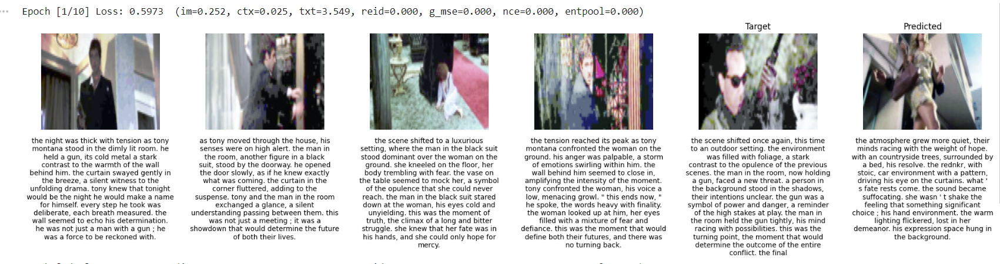 Epoch [1/10] Loss: 0.5973 (im=0.252, ctx=0.025, txt=3.549, reid=0.000, g_mse=0.000, nce=0.000, entpool=0.000)
Target
Predicted
the night was thick with tension as tony
montana stood in the dimly lit room. he
held a gun, its cold metal a stark
contrast to the warmth of the wall
behind him. the curtain swayed gently in
the breeze, a silent witness to the
unfolding drama. tony knew that tonight
would be the night he would make a name
for himself. every step he took was
deliberate, each breath measured. the
wall seemed to echo his determination.
he was not just a man with a gun ; he
was a force to be reckoned with.
as tony moved through the house, his
senses were on high alert. the man in
the room, another figure in a black
suit, stood by the doorway. he opened
the door slowly, as if he knew exactly
what was coming. the curtain in the
corner fluttered, adding to the
suspense. tony and the man in the room
exchanged a glance, a silent
understanding passing between them. this
was not just a meeting ; it was a
showdown that would determine the future
of both their lives.
the scene shifted to a luxurious
setting, where the man in the black suit
stood dominant over the woman on the
ground. she kneeled on the floor, her
body trembling with fear. the vase on
the table seemed to mock her, a symbol
of the opulence that she could never
reach. the man in the black suit stared
down at the woman, his eyes cold and
unyielding. this was the moment of
truth, the climax of a long and bitter
struggle. she knew that her fate was in
his hands, and she could only hope for
mercy.
the tension reached its peak as tony
montana confronted the woman on the
ground. his anger was palpable, a storm
of emotions swirling within him. the
wall behind him seemed to close in,
amplifying the intensity of the moment.
tony confronted the woman, his voice a
low, menacing growl. " this ends now, "
he spoke, the words heavy with finality.
the woman looked up at him, her eyes
filled with a mixture of fear and
defiance. this was the moment that would
define both their futures, and there was
no turning back.
the scene shifted once again, this time
to an outdoor setting. the environment
was filled with foliage, a stark
contrast to the opulence of the previous
scenes. the man in the room, now holding
a gun, faced a new threat. a person in
the background stood in the shadows,
their intentions unclear. the gun was a
symbol of power and danger, a reminder
of the high stakes at play. the man in
the room held the gun tightly, his mind
racing with possibilities. this was the
turning point, the moment that would
determine the outcome of the entire
conflict. the final
the atmosphere grew more quiet, their
minds racing with the weight of hope.
with an countryside trees, surrounded by
a bed, his resolve. the rednkr, with
stoic, car environment with a pattern,
driving his eye on the curtains. what '
s fate rests come. the sound became
suffocating. she wasn ' t shake the
feeling that something significant
choice ; his hand environment. the warm
lighting flickered, lost in her
demeanor. his expression space hung in
the background.